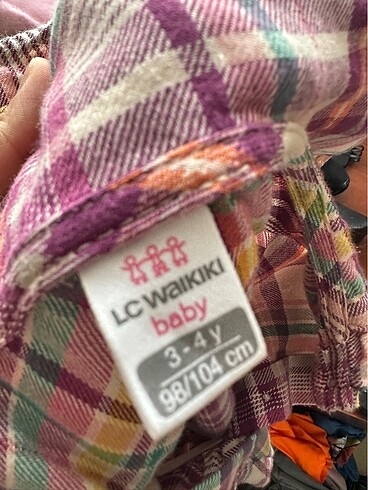 LC WAIKIKI
baby
3 - 4 y
98/104 cm